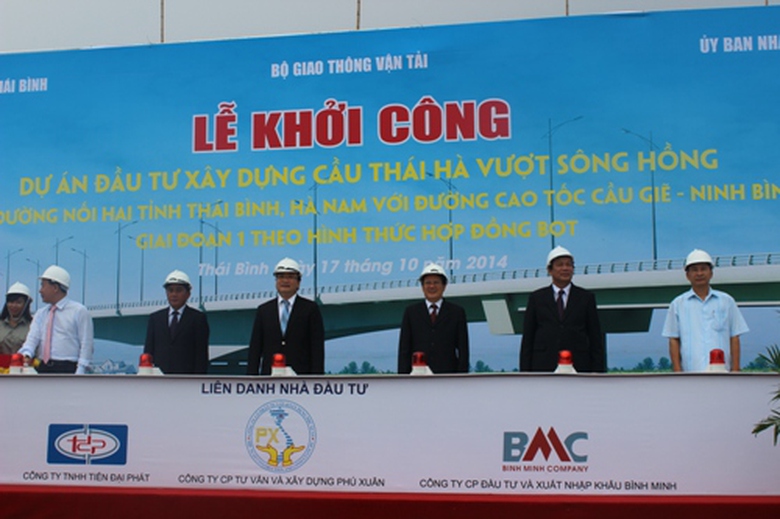 THÁI BÌNH
BỘ GIAO THÔNG VẬN TẢI
ỦY BAN NHÂ
LỄ KHỞI CÔNG
DỰ ÁN ĐẦU TƯ XÂY DỰNG CẦU THÁI HÀ VƯỢT SÔNG HỒNG
ĐƯỜNG NỐI HAI TỈNH THÁI BÌNH, HÀ NAM VỚI ĐƯỜNG CAO TỐC CẦU GIẼ - NINH BÌN
GIAI ĐOẠN 1 THEO HÌNH THỨC HỢP ĐỒNG BOT
Thái Bình ngày 17 tháng 10 năm 2014
LIÊN DANH NHÀ ĐẦU TƯ
tdp
PX
BMC
BINH MINH COMPANY
CÔNG TY TNHH TIẾN ĐẠI PHÁT
CÔNG TY CP TƯ VẤN VÀ XÂY DỰNG PHÚ XUÂN
CÔNG TY CP ĐẦU TƯ VÀ XUẤT NHẬP KHẨU BÌNH MINH